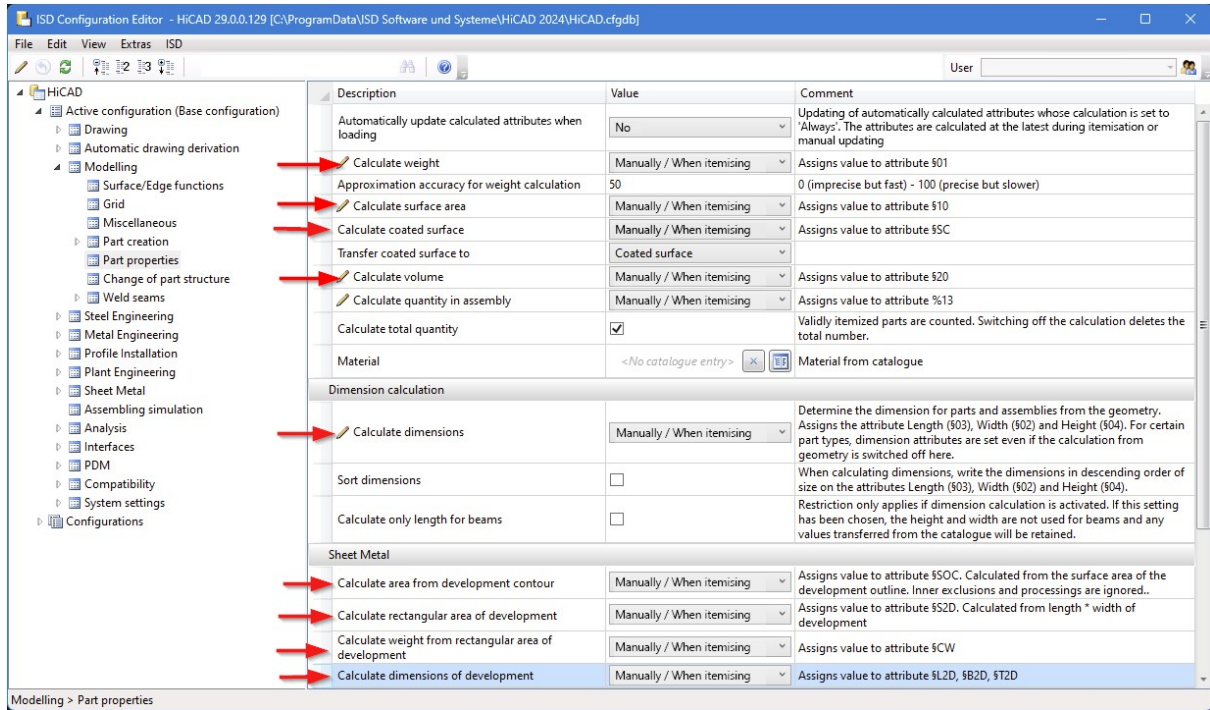 ISD Configuration Editor - HiCAD 29.0.0.129 [C:\ProgramData\ISD Software und Systeme\HiCAD 2024\HiCAD.cfgdb]
File Edit View Extras ISD
User
HiCAD
Active configuration (Base configuration)
Drawing
Automatic drawing derivation
Modelling
Surface/Edge functions
Grid
Miscellaneous
Part creation
Part properties
Change of part structure
Weld seams
Steel Engineering
Metal Engineering
Profile Installation
Plant Engineering
Sheet Metal
Assembling simulation
Analysis
Interfaces
PDM
Compatibility
System settings
Configurations
Description Value Comment
Automatically update calculated attributes when
loading
No
Updating of automatically calculated attributes whose calculation is set to
'Always'. The attributes are calculated at the latest during itemisation or
manual updating
Calculate weight Manually / When itemising Assigns value to attribute §01
Approximation accuracy for weight calculation 50 0 (imprecise but fast) - 100 (precise but slower)
Calculate surface area Manually / When itemising Assigns value to attribute §10
Calculate coated surface Manually / When itemising Assigns value to attribute §SC
Transfer coated surface to Coated surface
Calculate volume Manually / When itemising Assigns value to attribute §20
Calculate quantity in assembly Manually / When itemising Assigns value to attribute %13
Calculate total quantity
Validly itemized parts are counted. Switching off the calculation deletes the
total number.
Material <No catalogue entry> Material from catalogue
Dimension calculation
Calculate dimensions Manually / When itemising
Determine the dimension for parts and assemblies from the geometry.
Assigns the attribute Length (§03), Width (§02) and Height (§04). For certain
part types, dimension attributes are set even if the calculation from
geometry is switched off here.
Sort dimensions
When calculating dimensions, write the dimensions in descending order of
size on the attributes Length (§03), Width (§02) and Height (§04).
Calculate only length for beams
Restriction only applies if dimension calculation is activated. If this setting
has been chosen, the height and width are not used for beams and any
values transferred from the catalogue will be retained.
Sheet Metal
Calculate area from development contour Manually / When itemising
Assigns value to attribute §SOC. Calculated from the surface area of the
development outline. Inner exclusions and processings are ignored..
Calculate rectangular area of development Manually / When itemising
Assigns value to attribute §S2D. Calculated from length * width of
development
Calculate weight from rectangular area of
development
Manually / When itemising Assigns value to attribute §CW
Calculate dimensions of development Manually / When itemising Assigns value to attribute §L2D, §B2D, §T2D
Modelling > Part properties